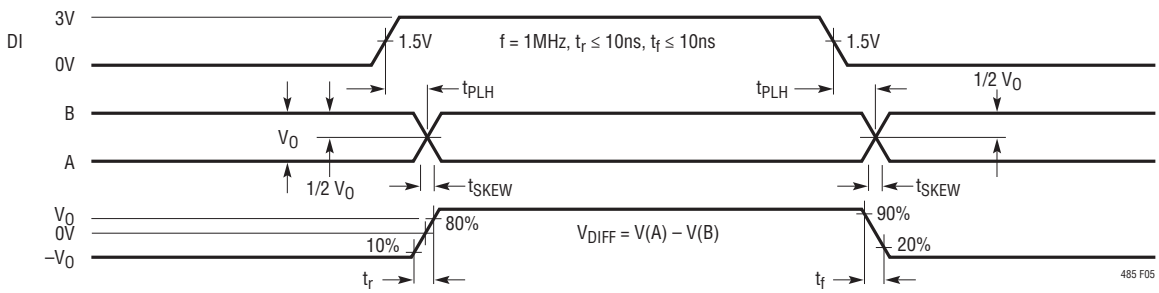 3V
DI
1.5V
f = 1MHz, tr ≤ 10ns, tf ≤ 10ns
1.5V
0V
tPLH
tPLH
1/2 VO
B
VO
A
1/2 VO
tSKEW
tSKEW
VO
0V
–VO
80%
90%
VDIFF = V(A) – V(B)
10%
20%
tr
tf
485 F05